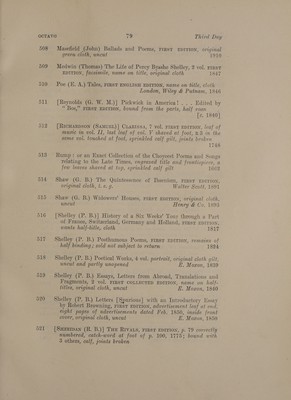 OCTAVO 79 Third Day
508 Masefield (John) Ballads and Poems, FIRST EDITION, original
green cloth, uncut 1910
509 Medwin (Thomas) The Life of Percy Bysshe Shelley, 2 vol. FIRST
EDITION, facsimile, name on title, original cloth 1847
510 Poe (E. A.) Tales, FIRST ENGLISH EDITION, name on title, cloth
London, Wiley & Putnam, 1846
511 [Reynolds (G. W. M.)] Pickwick in America! . . . Edited by
"Bos," FIRST EDITION, bound from the parts, half roan
[c. 1840]
512 [RICHARDSON (SAMUEL)] CLARISSA, 7 vol. FIRST EDITION, leaf of
music in vol. II, last leaf of vol. V shaved at foot, a 2 in the
same vol. touched at foot, sprinkled calf gilt, joints broken
1748
513 Rump: or an Exact Collection of the Choycest Poems and Songs
relating to the Late Times, engraved title and frontispiece, a
few leaves shaved at top, sprinkled calf gilt 1662
514 Shaw (G. B.) The Quintessence of Ibsenism, FIRST EDITION,
original cloth, t. e. g. Walter Scott, 1891
515 Shaw (G. B.) Widowers' Houses, FIRST EDITION, original cloth,
uncut Henry & Co. 1893
516 [Shelley (P. B.)] History of a Six Weeks' Tour through a Part
of France, Switzerland, Germany and Holland, FIRST EDITION,
wants half-title, cloth 1817
517 Shelley (P. B.) Posthumous Poems, FIRST EDITION, remains of
half binding; sold not subject to return 1824
518 Shelley (P. B.) Poetical Works, 4 vol. portrait, original cloth gilt,
uncut and partly unopened E. Moxon, 1839
519 Shelley (P. B.) Essays, Letters from Abroad, Translations and
Fragments, 2 vol. FIRST COLLECTED EDITION, name on half-
titles, original cloth, uncut E. Moxon, 1840
520 Shelley (P. B.) Letters [Spurious] with an Introductory Essay
by Robert Browning, FIRST EDITION, advertisement leaf at end,
eight pages of advertisements dated Feb. 1850, inside front
cover, original cloth, uncut E. Moxon, 1852
521 [SHERIDAN (R. B.)] THE RIVALS, FIRST EDITION, p. 79 correctly
numbered, catch-word at foot of p. 100, 1775; bound with
5 others, calf, joints broken